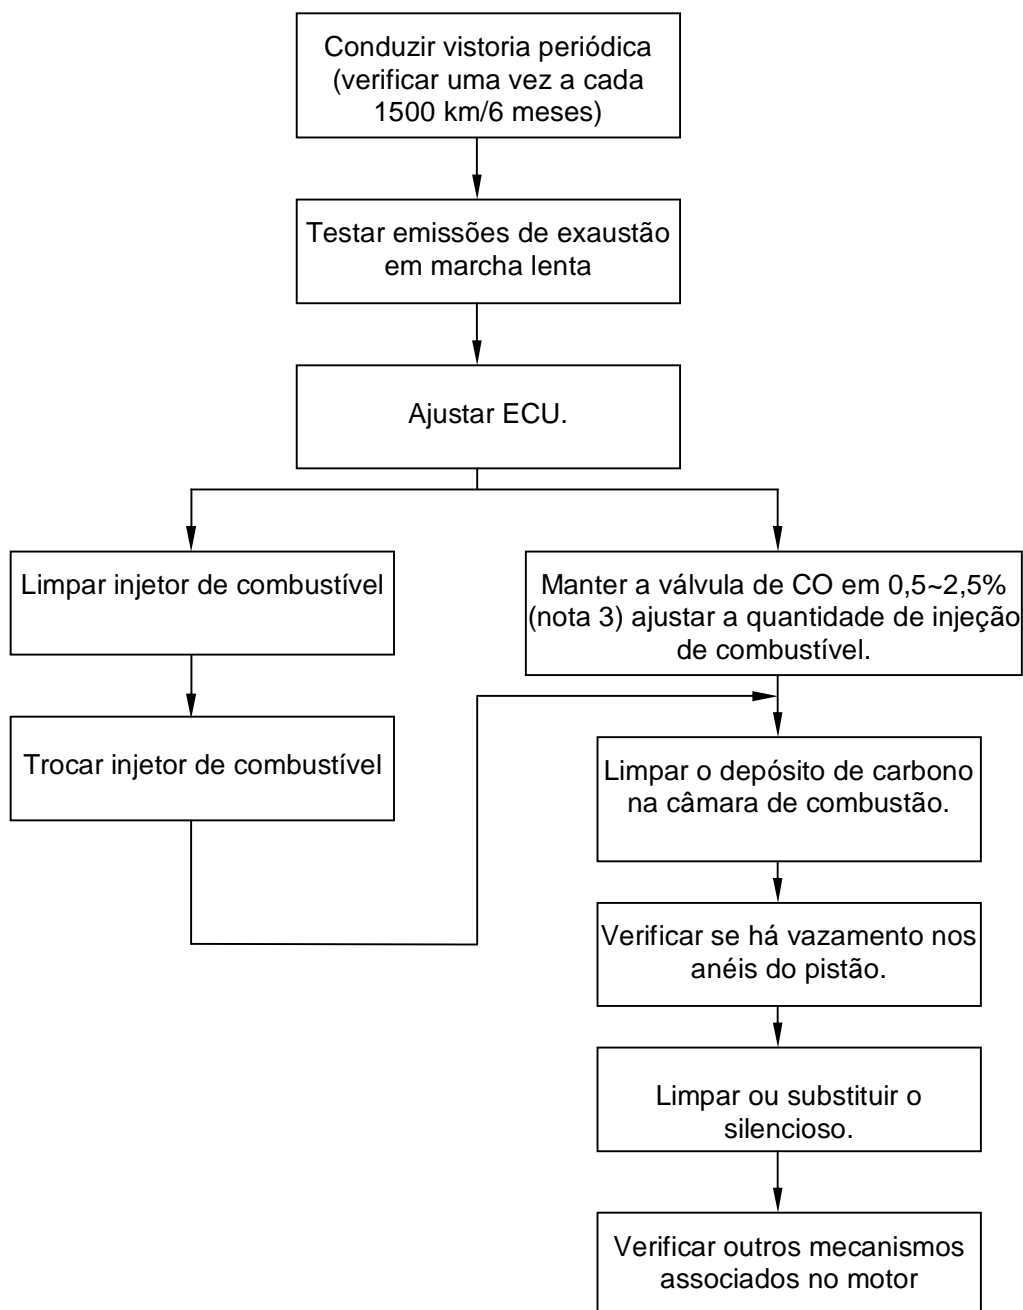 Conduzir vistoria periódica
(verificar uma vez a cada
1500 km/6 meses)
Testar emissões de exaustão
em marcha lenta
Ajustar ECU.
Limpar injetor de combustível
Trocar injetor de combustível
Manter a válvula de CO em 0,5~2,5%
(nota 3) ajustar a quantidade de injeção
de combustível.
Limpar o depósito de carbono
na câmara de combustão.
Verificar se há vazamento nos
anéis do pistão.
Limpar ou substituir o
silencioso.
Verificar outros mecanismos
associados no motor